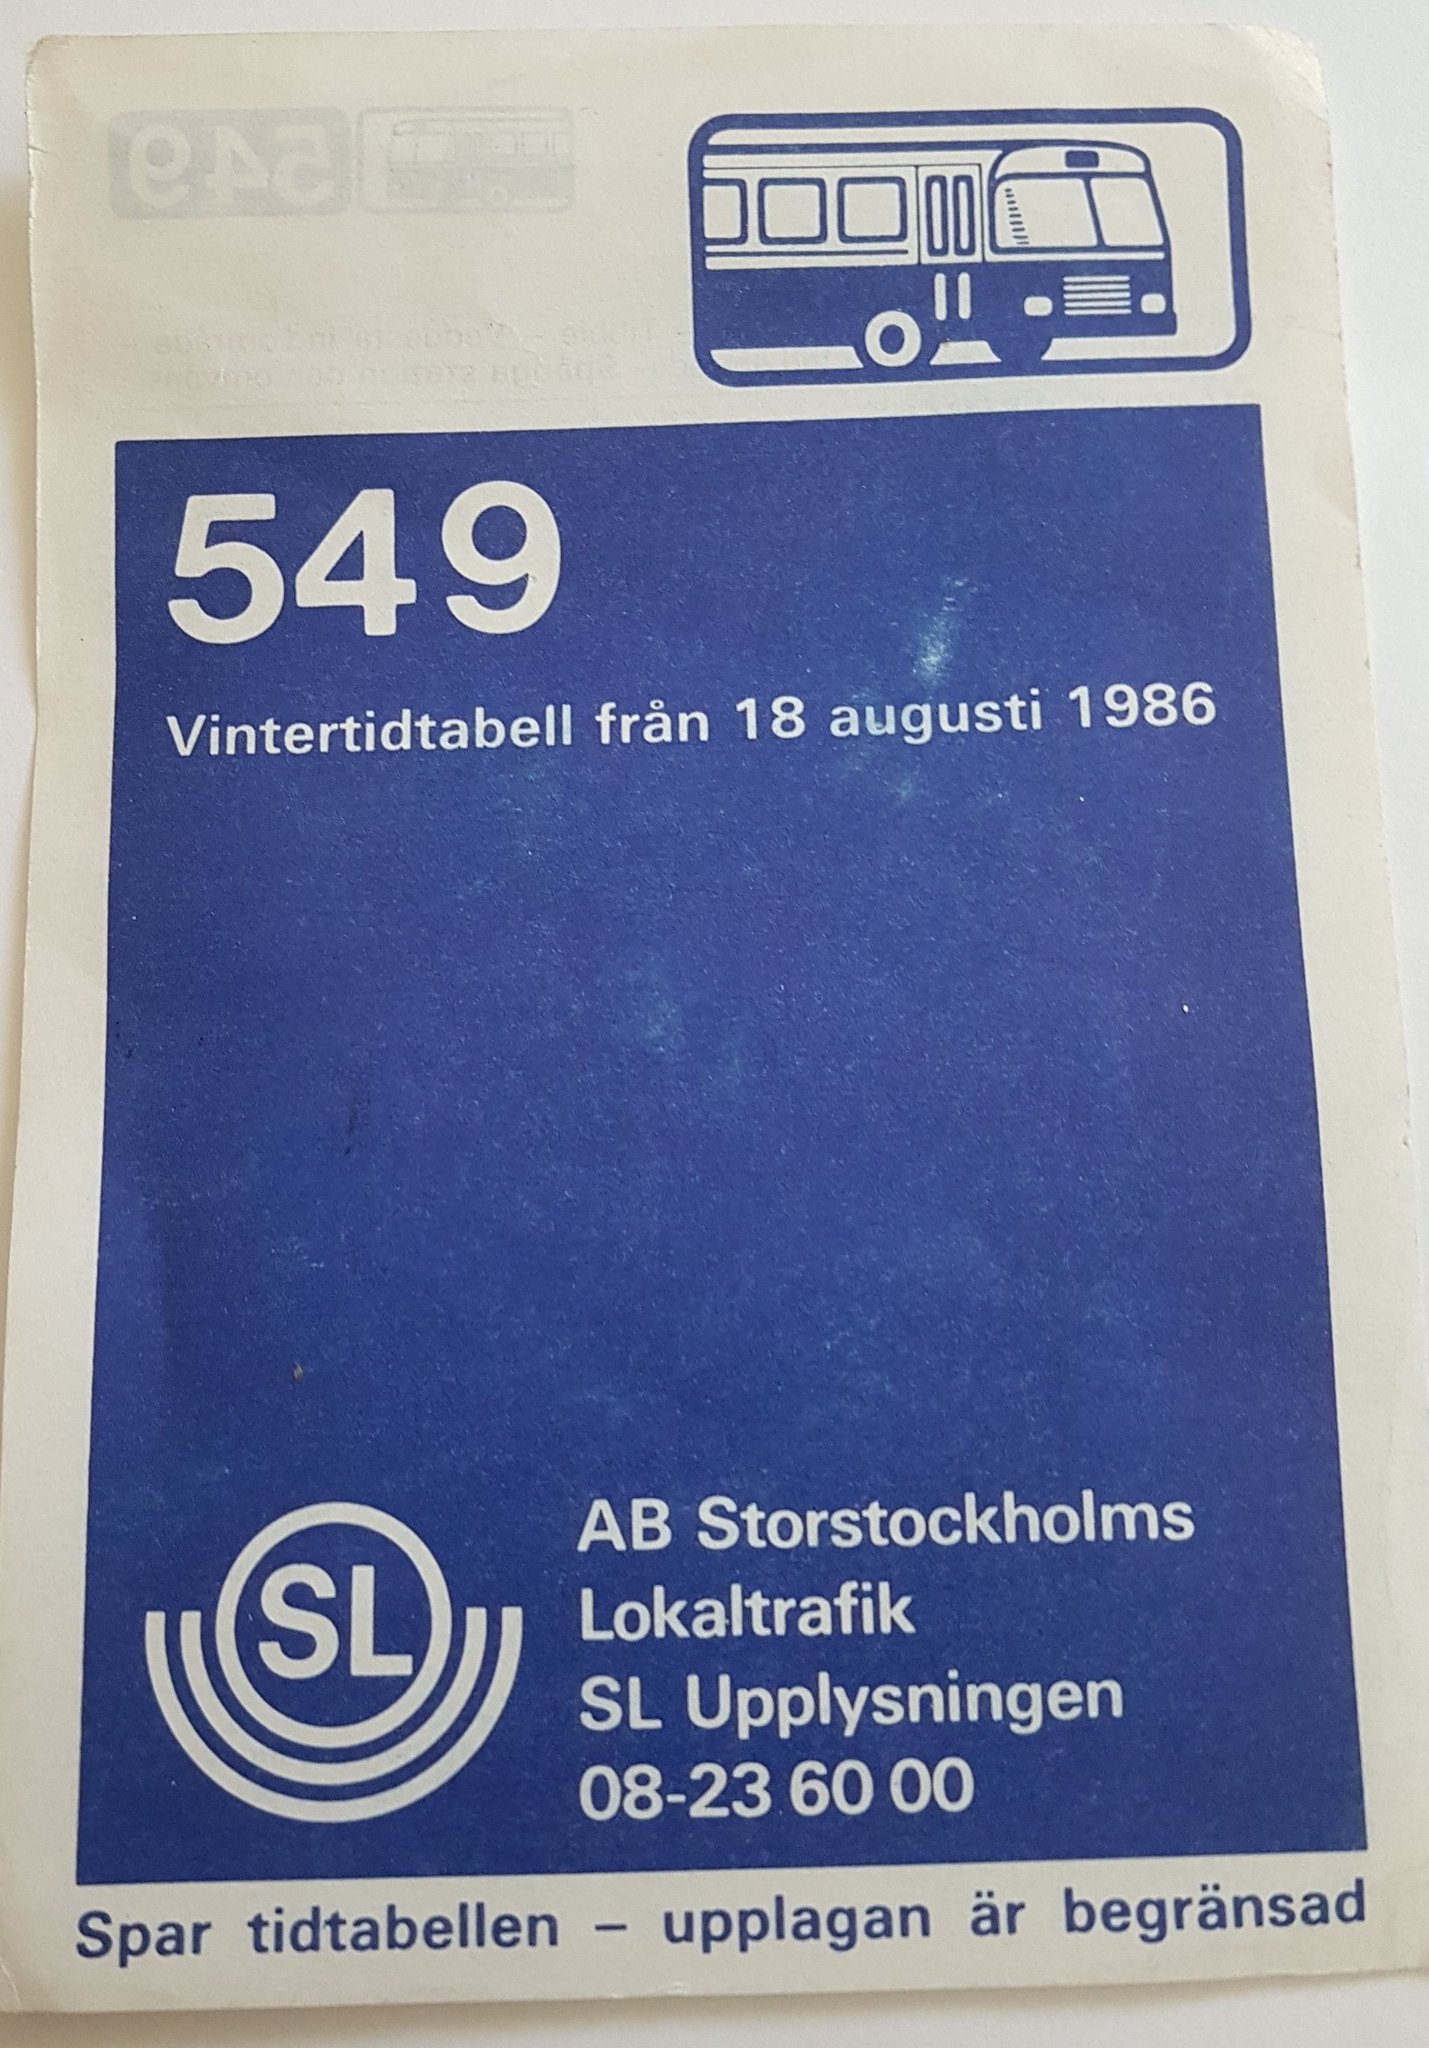 549
Vintertidtabell från 18 augusti 1986
SL
AB Storstockholms
Lokaltrafik
SL Upplysningen
08-23 60 00
Spar tidtabellen – upplagan är begränsad